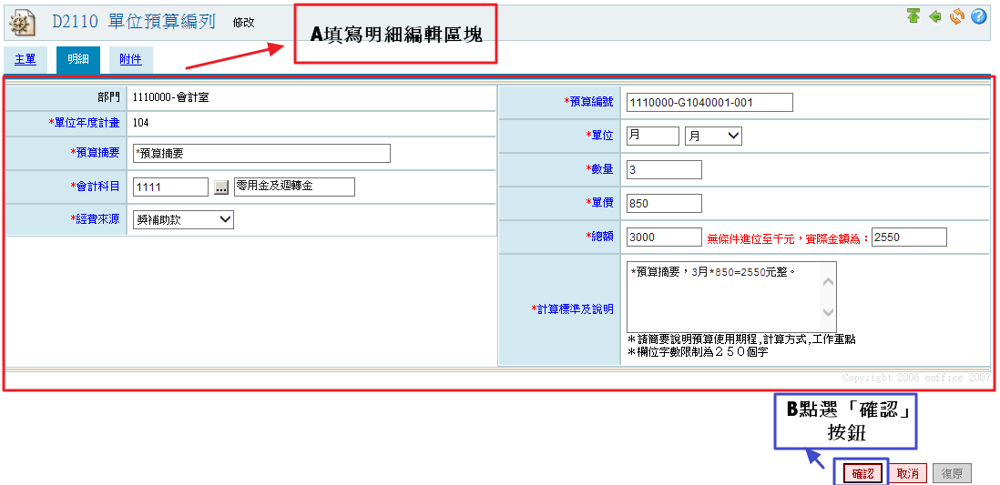 D2110 單位預算編列 修改
A填寫明細編輯區塊
主單 明細 附件
部門 1110000-會計室
*單位年度計畫 104
*預算摘要 *預算摘要
*會計科目 1111 ... 零用金及週轉金
*經費來源 獎補助款
*預算編號 1110000-G1040001-001
*單位 月 月
*數量 3
*單價 850
*總額 3000 無條件進位至千元，實際金額為：2550
*計算標準及說明 *預算摘要，3月*850=2550元整。
＊請簡要說明預算使用期程,計算方式,工作重點
＊欄位字數限制為２５０個字
Copyright 2006 eoffice 2007
B點選「確認」
按鈕
確認 取消 復原